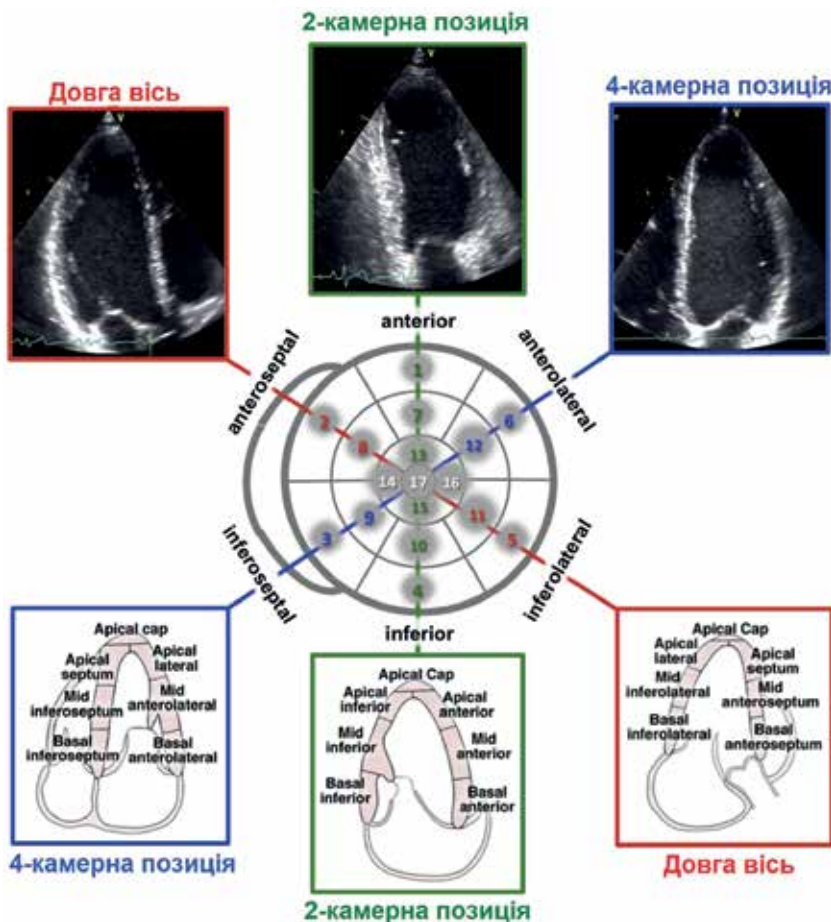 2-камерна позиція
Довга вісь
4-камерна позиція
V
V
V
anterior
anteroseptal
anterolateral
1
2
7
6
8
12
13
14
17
16
15
9
11
3
10
5
4
inferoseptal
inferolateral
inferior
Apical cap
Apical septum
Apical lateral
Mid inferoseptum
Mid anterolateral
Basal inferoseptum
Basal anterolateral
4-камерна позиція
Apical Cap
Apical inferior
Apical anterior
Mid inferior
Mid anterior
Basal inferior
Basal anterior
2-камерна позиція
Apical Cap
Apical lateral
Apical septum
Mid inferolateral
Mid anteroseptum
Basal inferolateral
Basal anteroseptum
Довга вісь